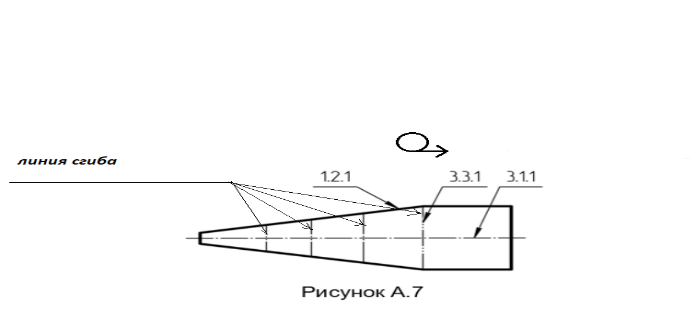 линия сгиба
1.2.1 3.3.1 3.1.1
Рисунок А.7